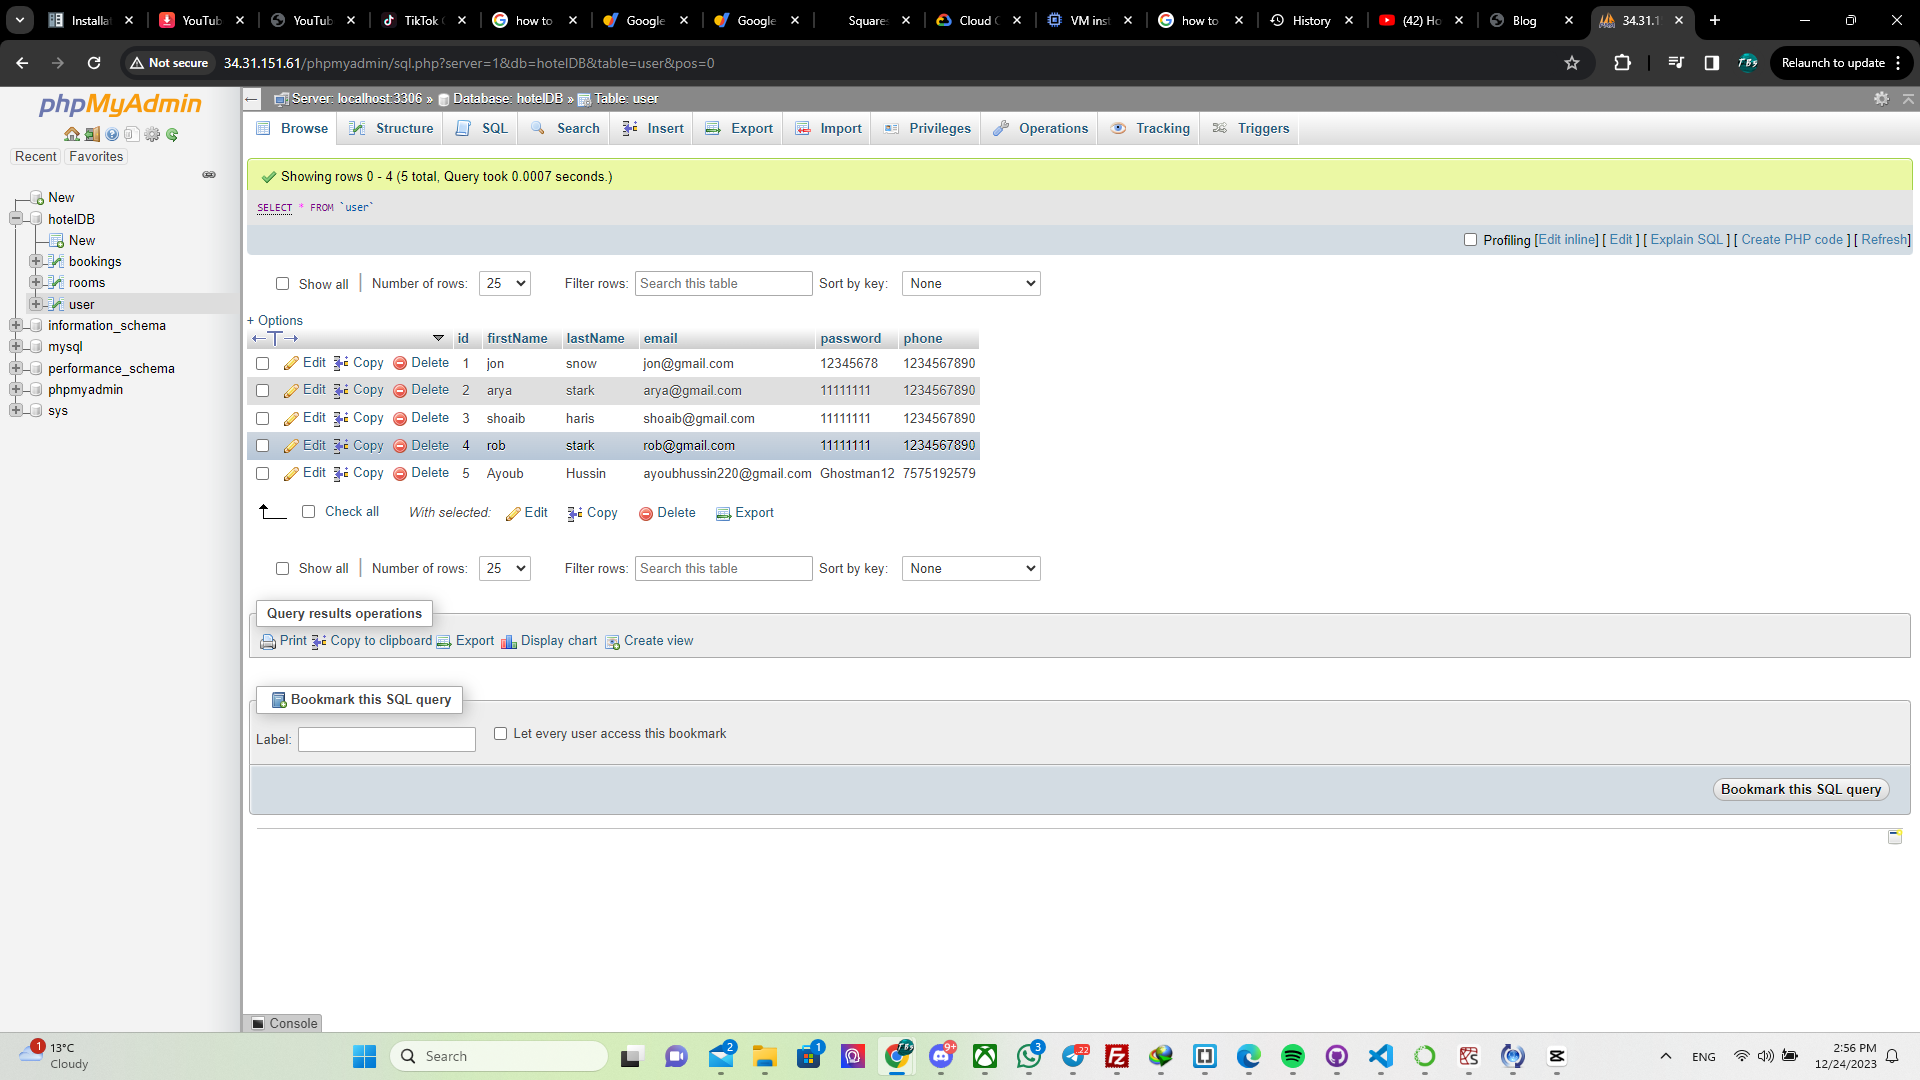 Installat
YouTub
YouTub
TikTok
how to
Google
Google
Square
Cloud
VM inst
how to
History
(42) Ho
Blog
34.31.1
Not secure
34.31.151.61/phpmyadmin/sql.php?server=1&db=hotelDB&table=user&pos=0
TBs
Relaunch to update
phpMyAdmin
Recent Favorites
New
hotelDB
New
bookings
rooms
user
information_schema
mysql
performance_schema
phpmyadmin
sys
Server: localhost:3306 » Database: hotelDB » Table: user
Browse Structure SQL Search Insert Export Import Privileges Operations Tracking Triggers
Showing rows 0 - 4 (5 total, Query took 0.0007 seconds.)
SELECT * FROM `user`
Profiling [Edit inline] [ Edit ] [ Explain SQL ] [ Create PHP code ] [ Refresh]
Show all Number of rows: 25 Filter rows: Search this table Sort by key: None
+ Options
id firstName lastName email password phone
Edit Copy Delete 1 jon snow jon@gmail.com 12345678 1234567890
Edit Copy Delete 2 arya stark arya@gmail.com 11111111 1234567890
Edit Copy Delete 3 shoaib haris shoaib@gmail.com 11111111 1234567890
Edit Copy Delete 4 rob stark rob@gmail.com 11111111 1234567890
Edit Copy Delete 5 Ayoub Hussin ayoubhussin220@gmail.com Ghostman12 7575192579
Check all With selected: Edit Copy Delete Export
Show all Number of rows: 25 Filter rows: Search this table Sort by key: None
Query results operations
Print Copy to clipboard Export Display chart Create view
Bookmark this SQL query
Label: Let every user access this bookmark
Bookmark this SQL query
Console
1
13°C
Cloudy
Search
2
1
TBs
9+
3
22
ENG
2:56 PM
12/24/2023